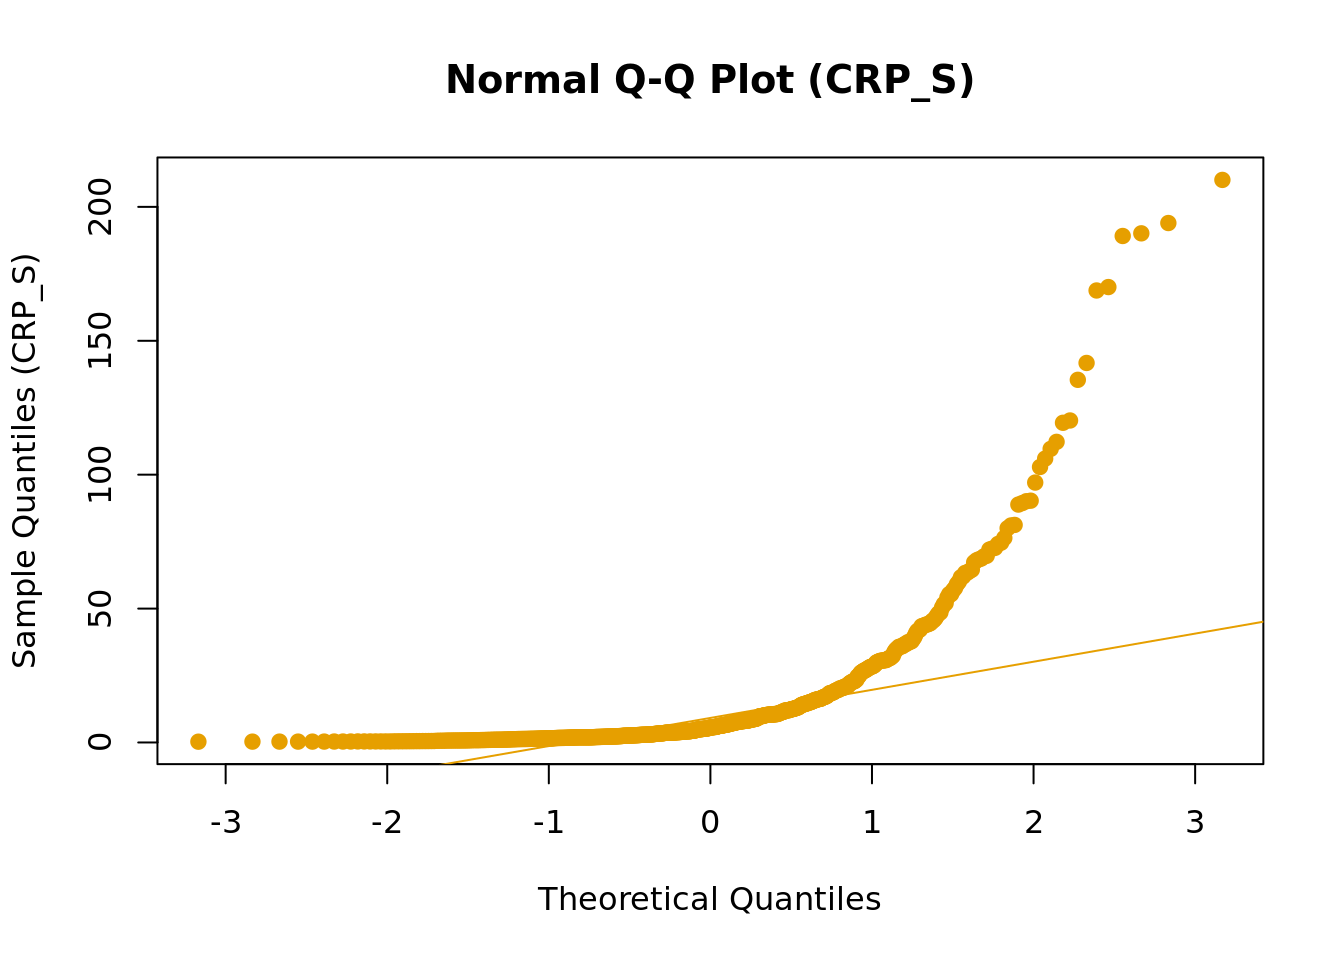 Normal Q-Q Plot (CRP_S)
Sample Quantiles (CRP_S)
200
150
100
50
0
-3 -2 -1 0 1 2 3
Theoretical Quantiles